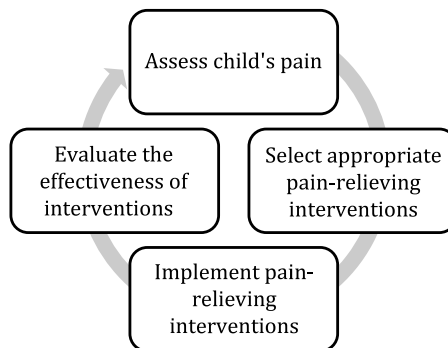 Assess child's pain
Select appropriate
pain-relieving
interventions
Implement pain-
relieving
interventions
Evaluate the
effectiveness of
interventions